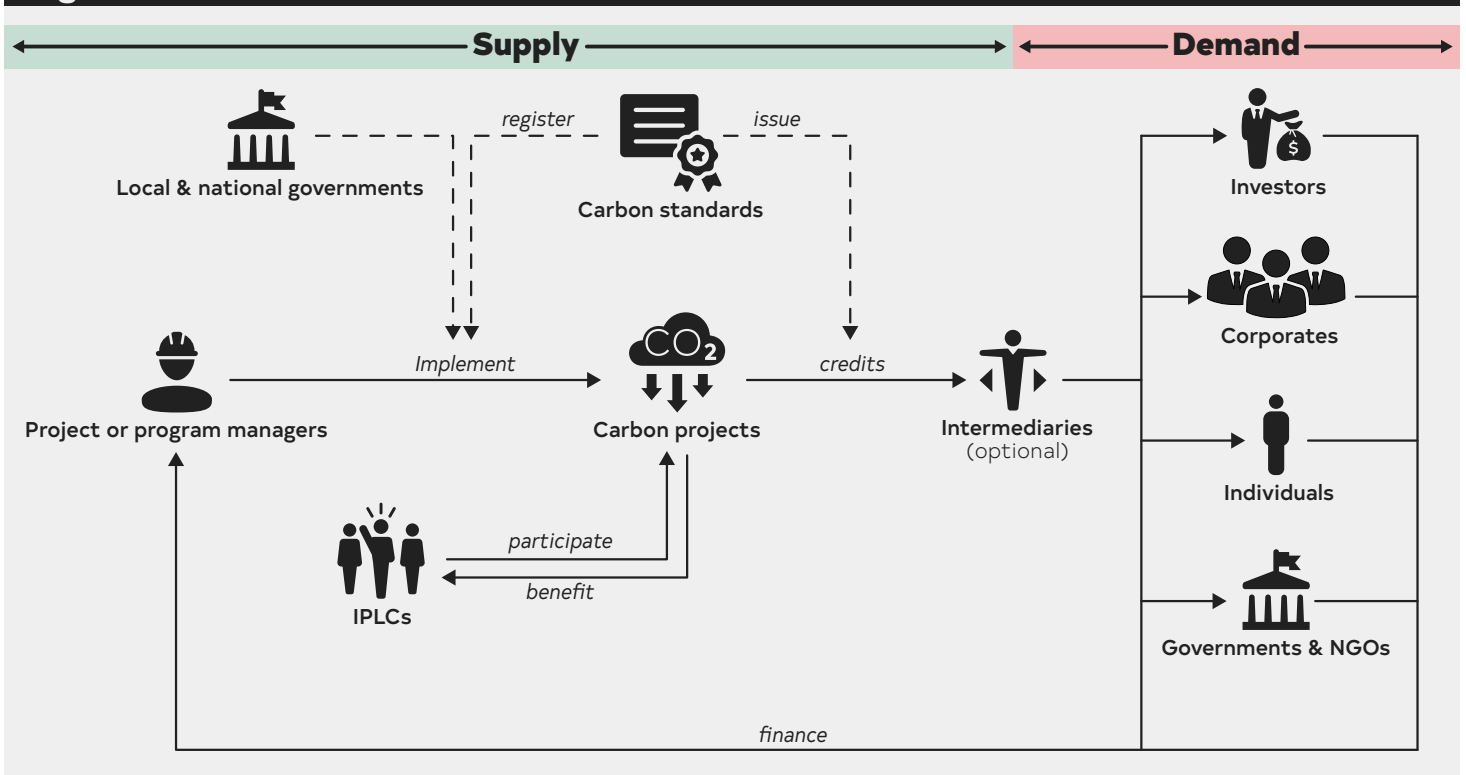 Supply
Demand
register
issue
Local & national governments
Carbon standards
Investors
$
Corporates
Implement
CO2
credits
Project or program managers
Carbon projects
Intermediaries
(optional)
Individuals
participate
benefit
IPLCs
Governments & NGOs
finance